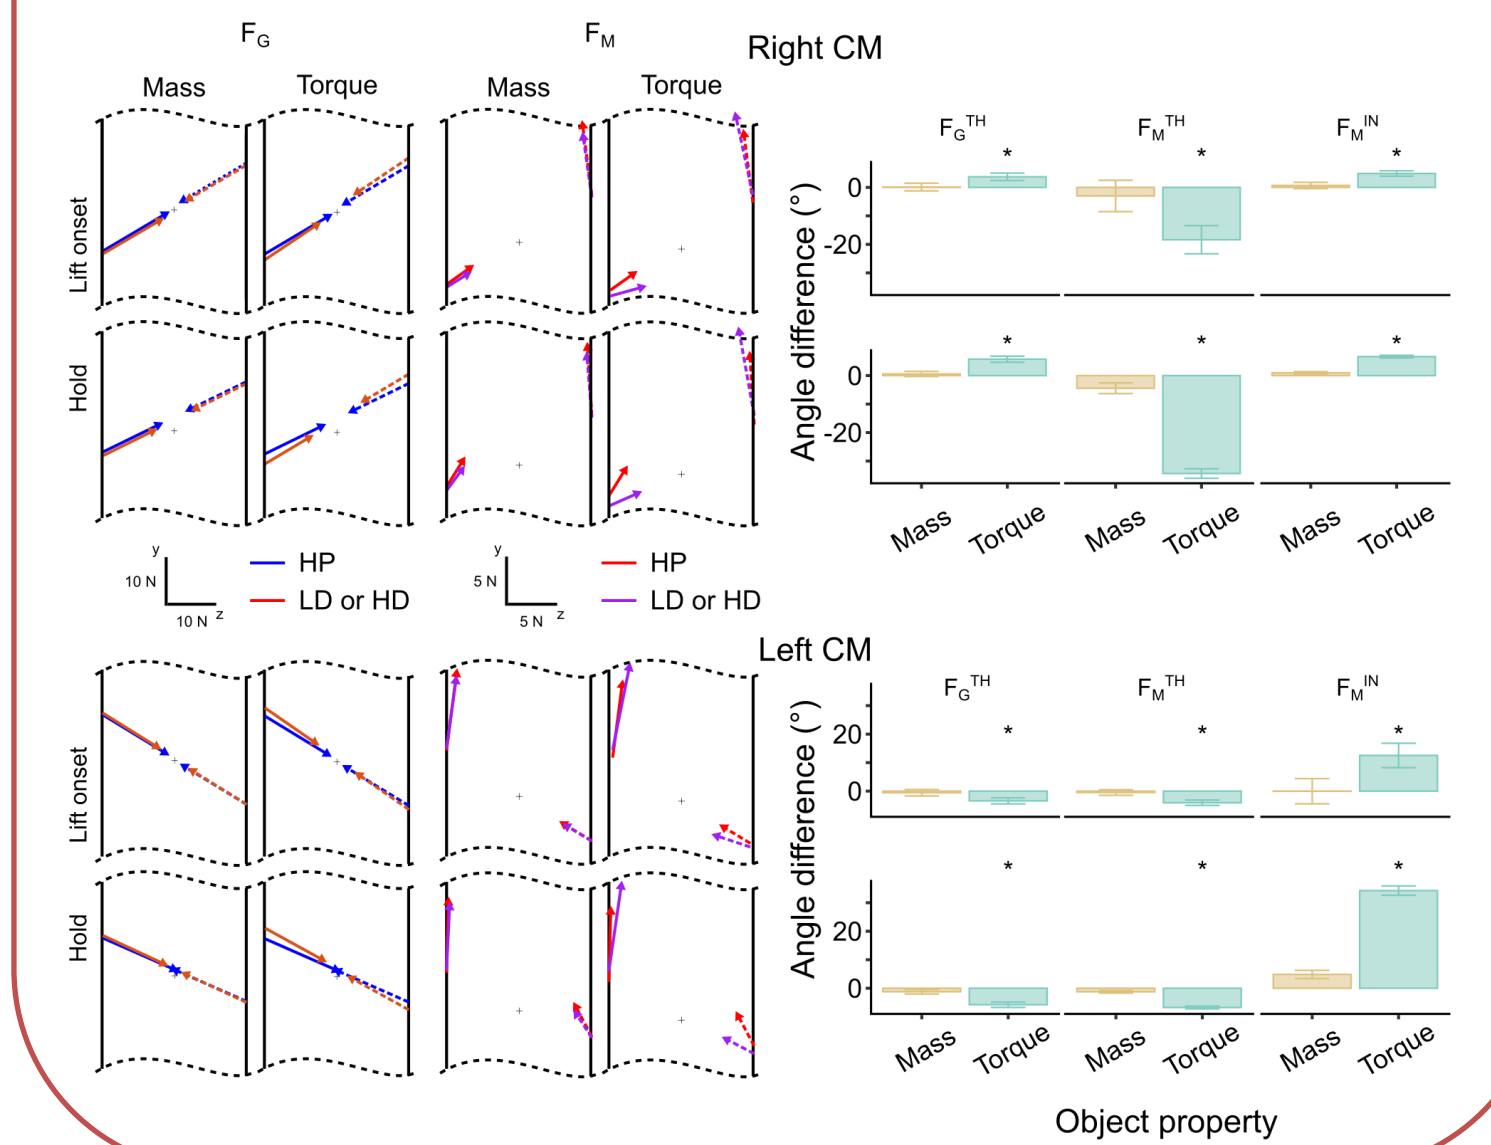 F_G
F_M
Right CM
Mass
Torque
Mass
Torque
F_G^TH
F_M^TH
F_M^IN
*
*
*
Lift onset
0
-20
Angle difference (°)
*
*
*
Hold
0
-20
Mass
Torque
Mass
Torque
Mass
Torque
y
10 N
10 N
z
HP
LD or HD
y
5 N
5 N
z
HP
LD or HD
Left CM
F_G^TH
F_M^TH
F_M^IN
*
*
*
Lift onset
20
0
Angle difference (°)
*
*
*
Hold
20
0
Mass
Torque
Mass
Torque
Mass
Torque
Object property